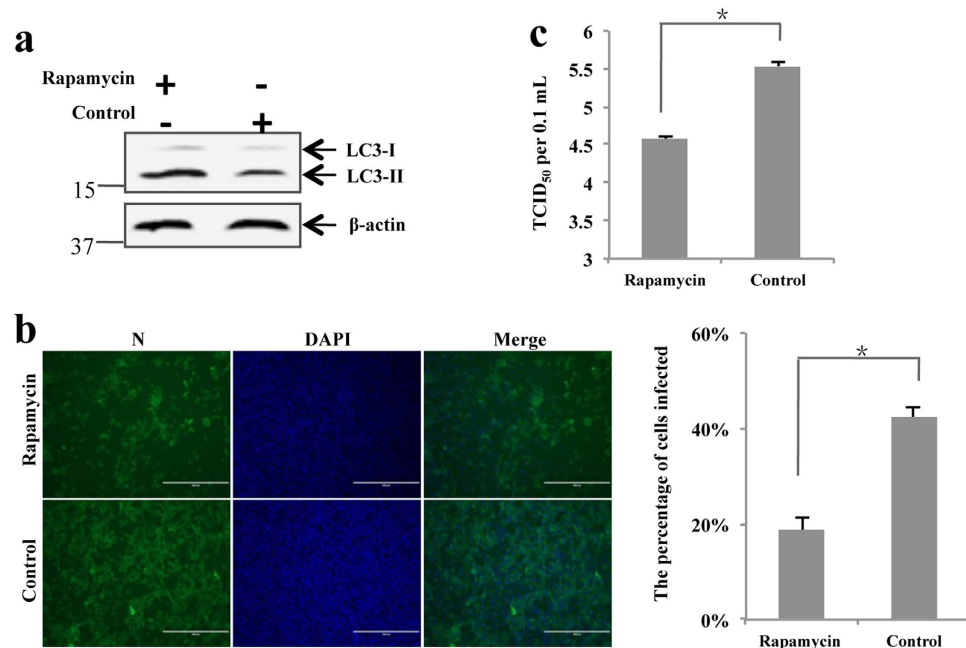 a
Rapamycin + -
Control - +
LC3-I
LC3-II
15
β-actin
37
c
TCID50 per 0.1 mL
6
5.5
5
4.5
4
3.5
3
*
Rapamycin Control
b
N DAPI Merge
Rapamycin
Control
The percentage of cells infected
60%
40%
20%
0%
*
Rapamycin Control